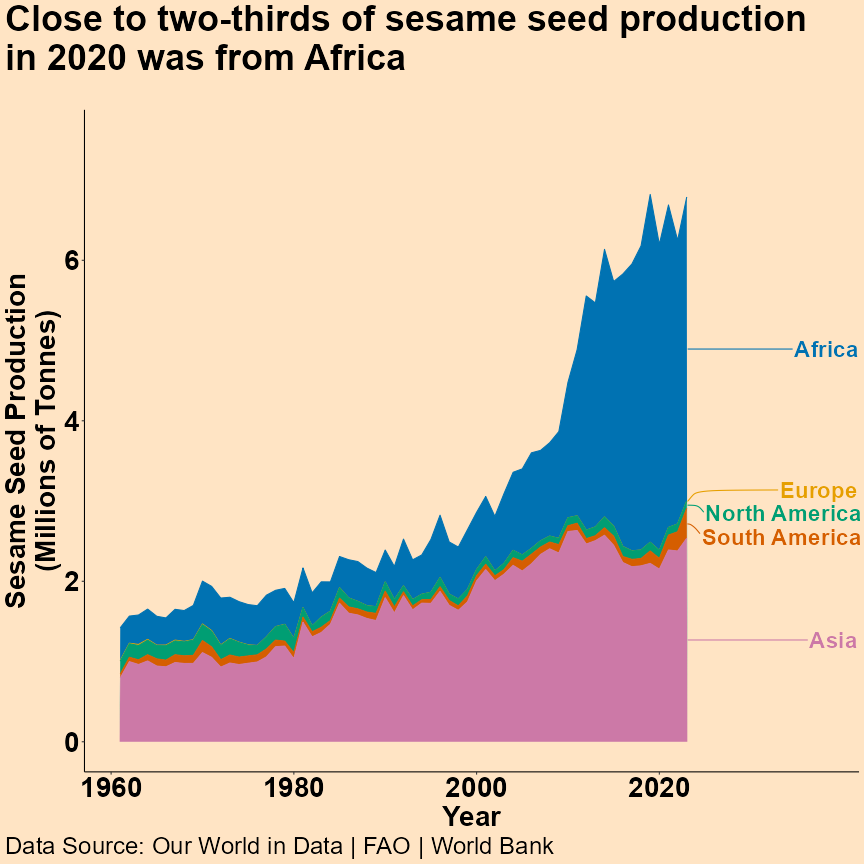 Close to two-thirds of sesame seed production
in 2020 was from Africa
Sesame Seed Production
(Millions of Tonnes)
6
4
2
0
1960
1980
2000
2020
Year
Africa
Europe
North America
South America
Asia
Data Source: Our World in Data | FAO | World Bank